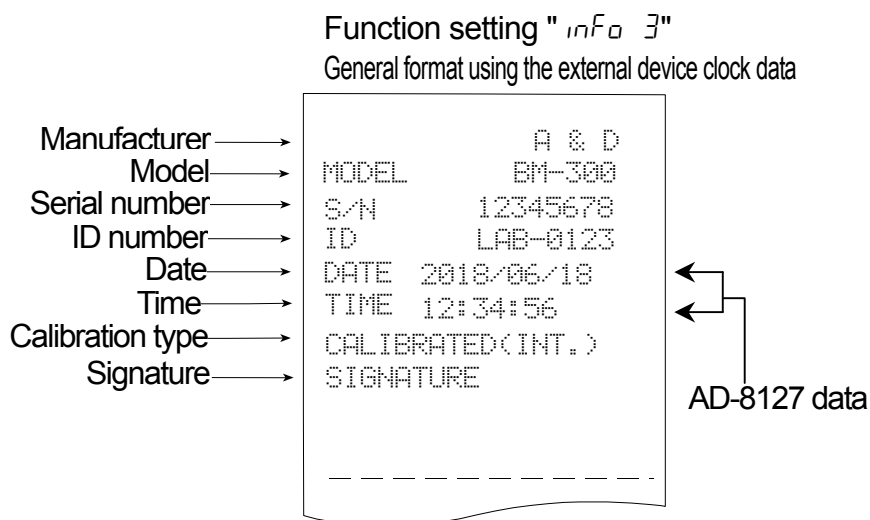 Function setting "info 3"
General format using the external device clock data
Manufacturer A & D
Model MODEL BM-300
Serial number S/N 12345678
ID number ID LAB-0123
Date DATE 2018/06/18
Time TIME 12:34:56
Calibration type CALIBRATED(INT.)
Signature SIGNATURE
AD-8127 data